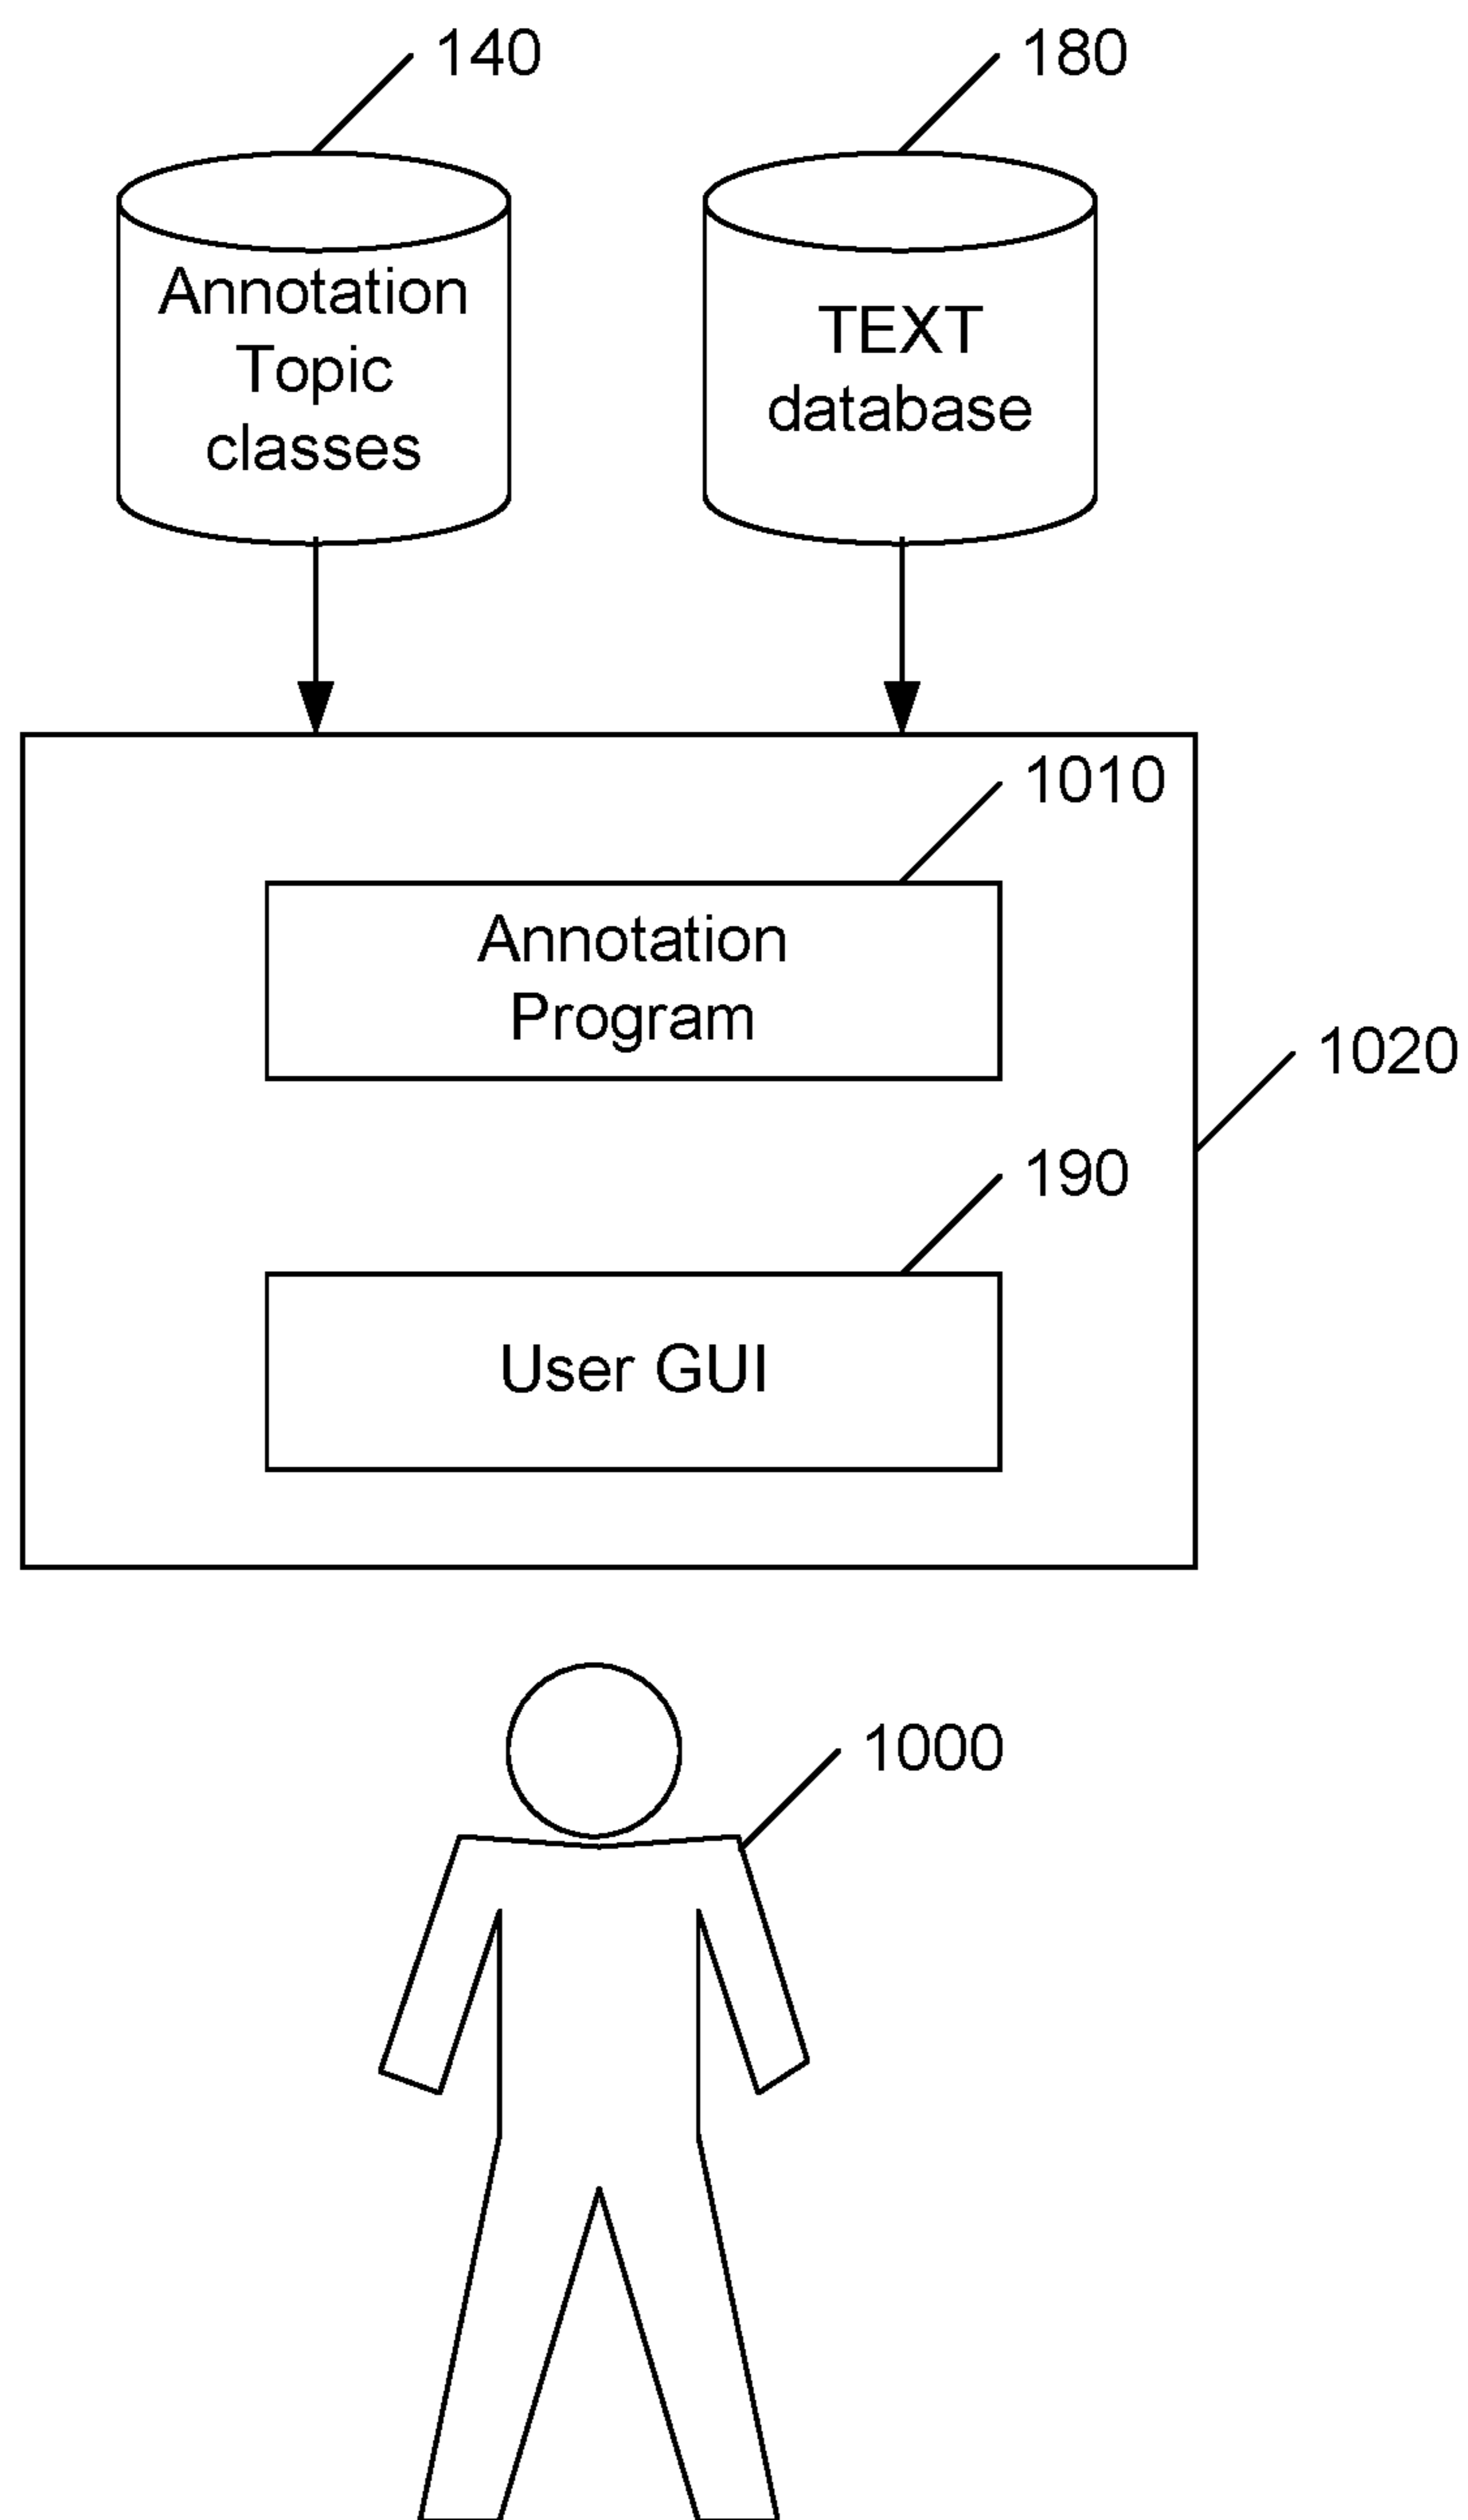 140
180
Annotation
Topic
classes
TEXT
database
1010
Annotation
Program
1020
190
User GUI
1000